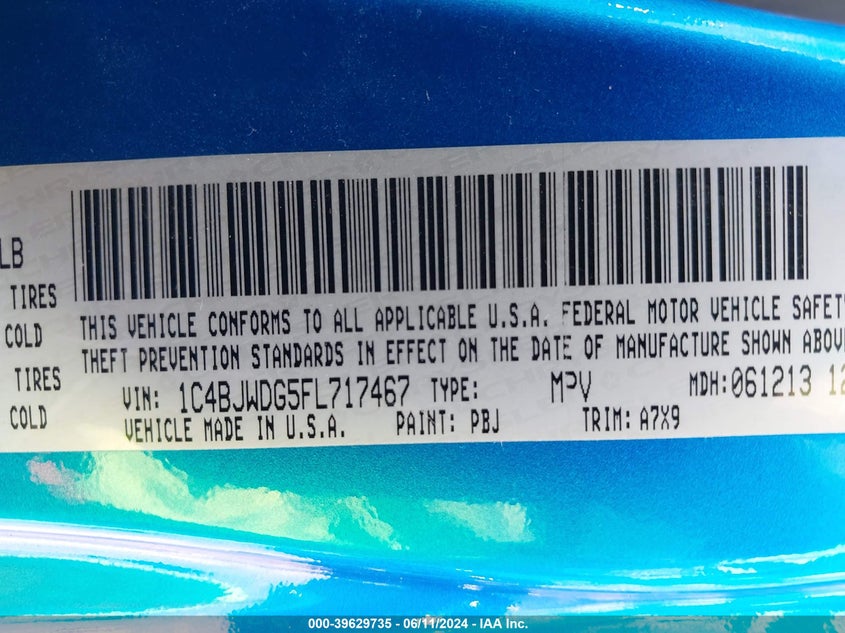 LB
TIRES
COLD
TIRES
COLD
THIS VEHICLE CONFORMS TO ALL APPLICABLE U.S.A. FEDERAL MOTOR VEHICLE SAFETY
THEFT PREVENTION STANDARDS IN EFFECT ON THE DATE OF MANUFACTURE SHOWN ABOV
VIN: 1C4BJWDG5FL717467 TYPE: MPV MDH:061213 12
VEHICLE MADE IN U.S.A. PAINT: PBJ TRIM: A7X9
000-39629735 - 06/11/2024 - IAA Inc.